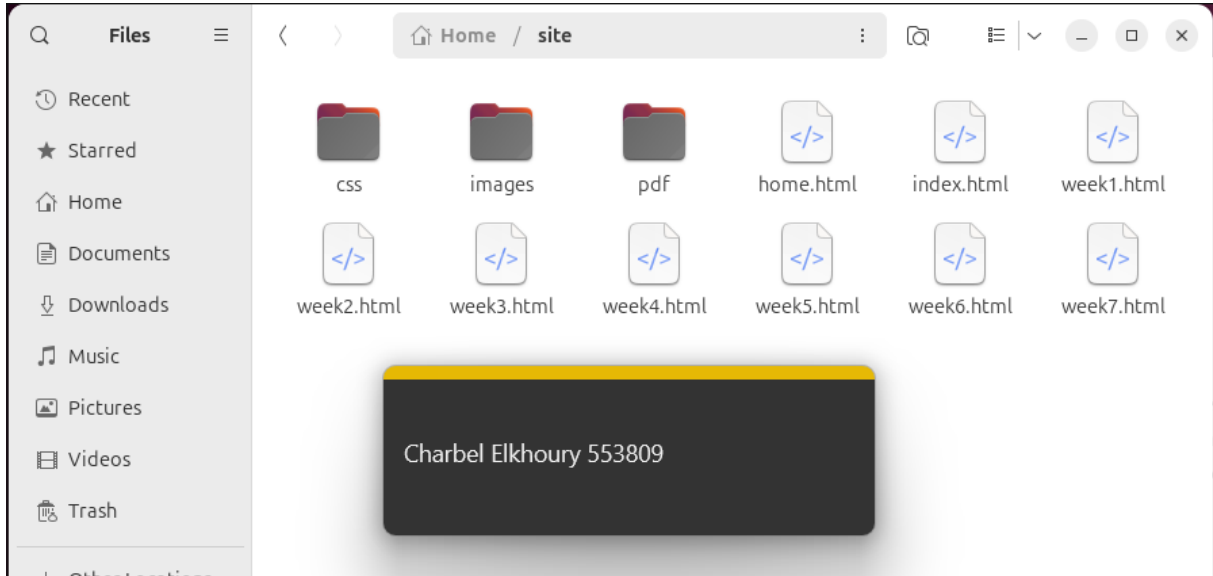 Files
Home / site
Recent
Starred
Home
Documents
Downloads
Music
Pictures
Videos
Trash
css
images
pdf
home.html
index.html
week1.html
week2.html
week3.html
week4.html
week5.html
week6.html
week7.html
Charbel Elkhoury 553809